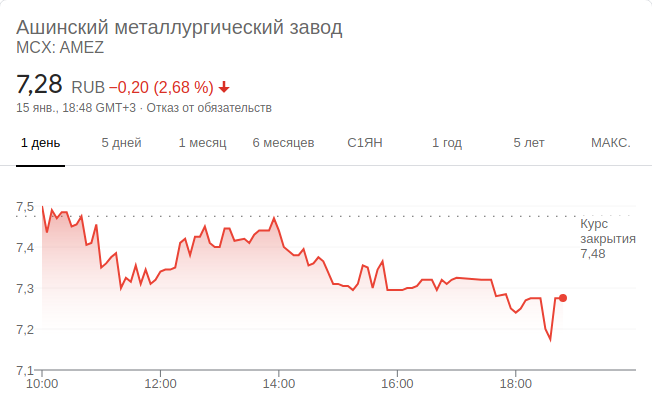 Ашинский металлургический завод
MCX: AMEZ
7,28 RUB −0,20 (2,68 %)
15 янв., 18:48 GMT+3 · Отказ от обязательств
1 день 5 дней 1 месяц 6 месяцев С1ЯН 1 год 5 лет МАКС.
7,5
Курс
закрытия
7,48
7,4
7,3
7,2
7,1
10:00 12:00 14:00 16:00 18:00